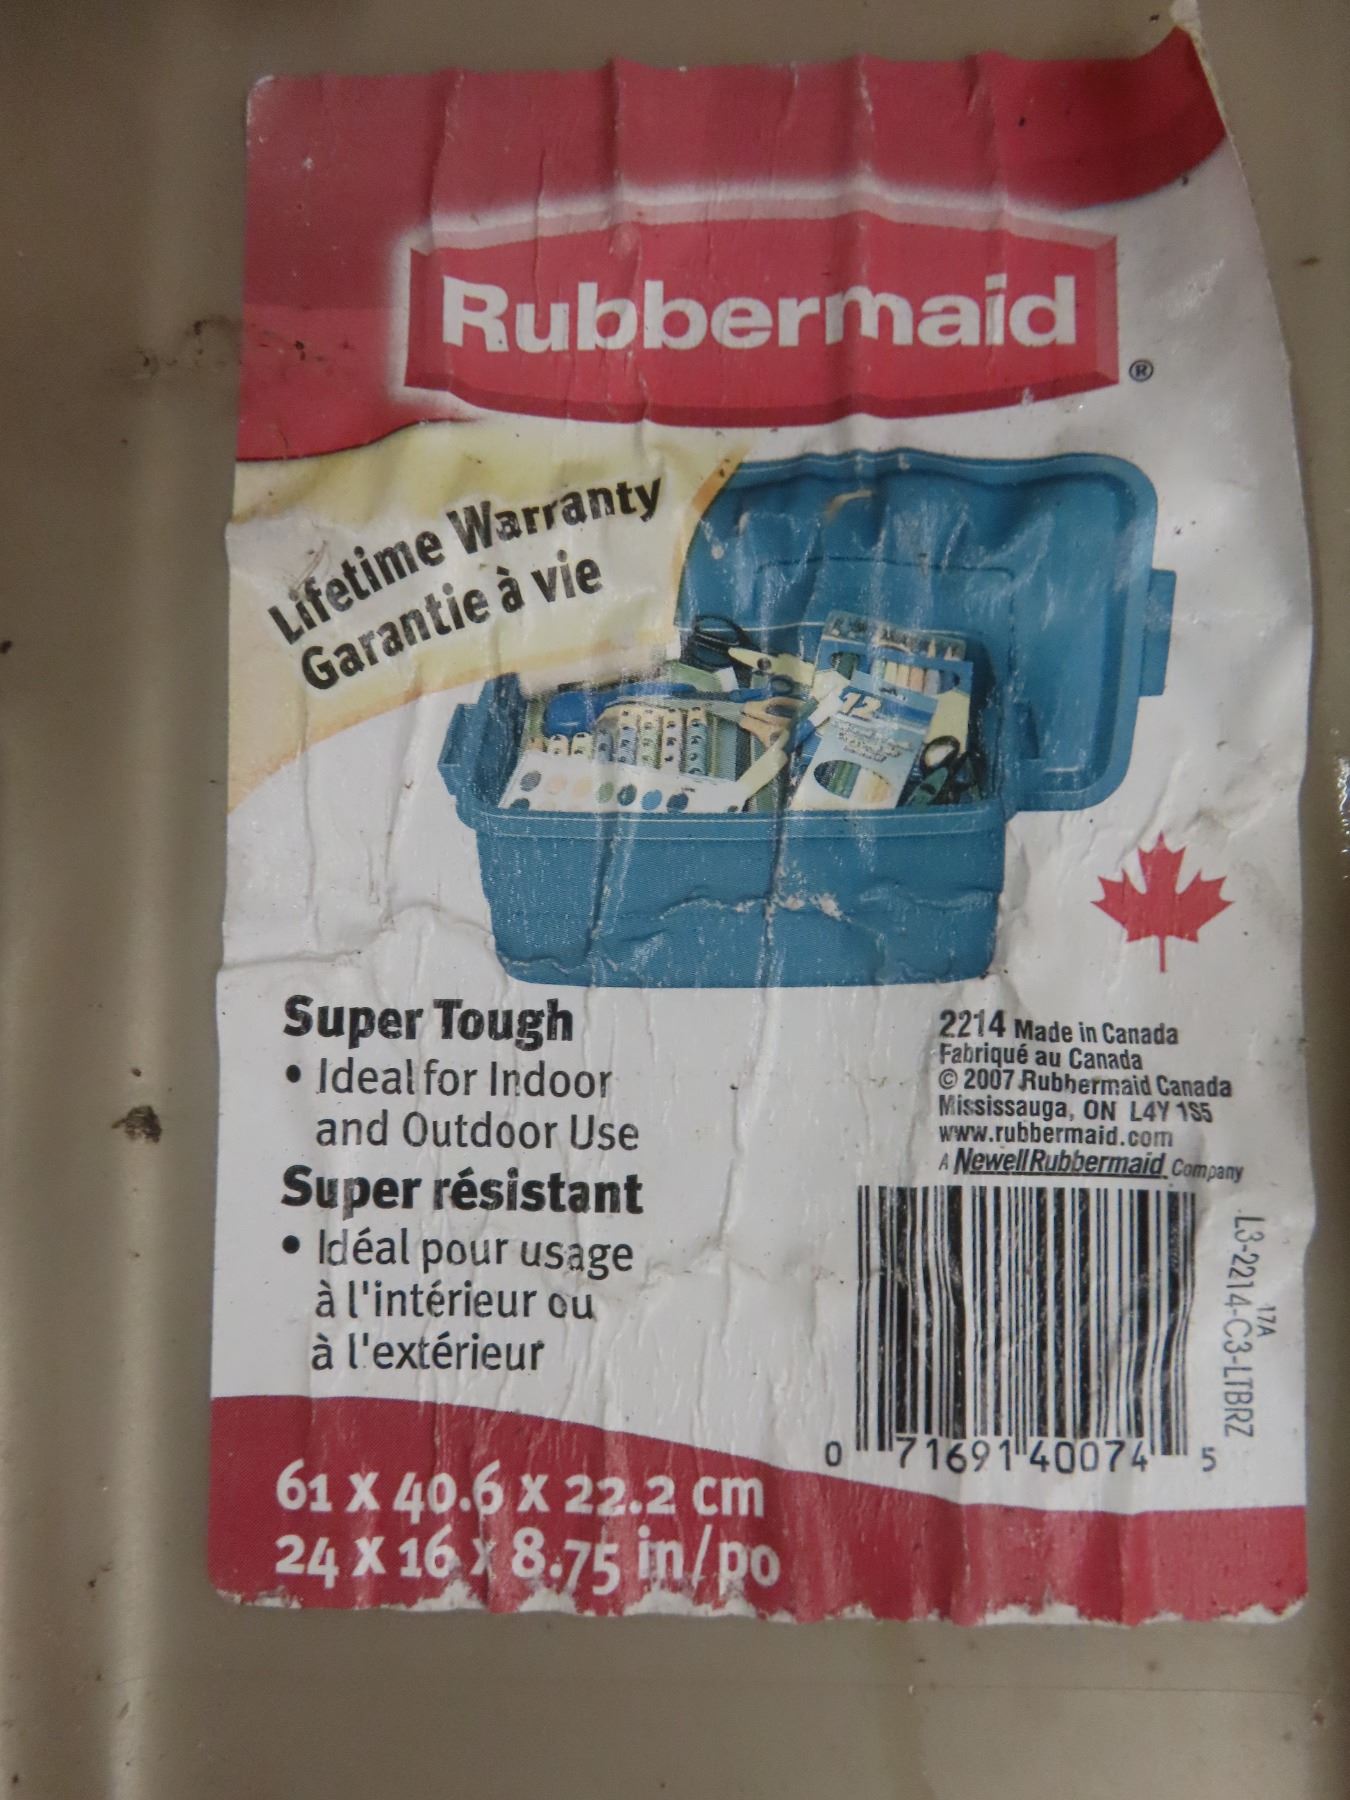 Rubbermaid
®
Lifetime Warranty
Garantie à vie
12
Super Tough
• Ideal for Indoor
and Outdoor Use
Super résistant
• Idéal pour usage
à l'intérieur ou
à l'extérieur
2214 Made in Canada
Fabriqué au Canada
© 2007 Rubbermaid Canada
Mississauga, ON L4Y 1S5
www.rubbermaid.com
A Newell Rubbermaid Company
0 71691 40074 5
17A
L3-2214-C3-LTBRZ
61 x 40.6 x 22.2 cm
24 x 16 x 8.75 in/po